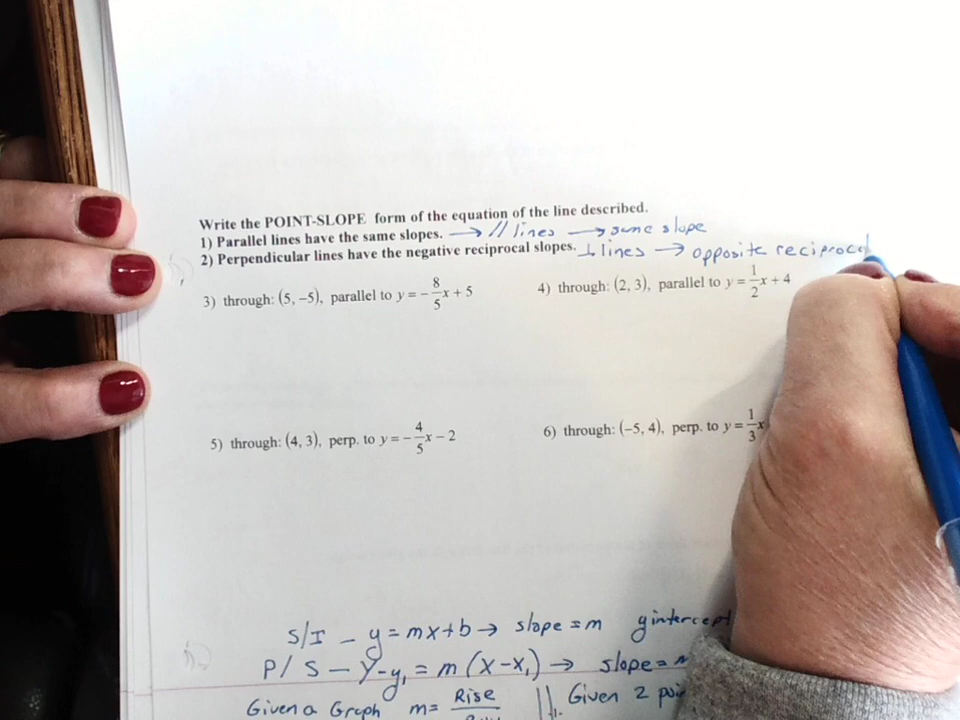 Write the POINT-SLOPE form of the equation of the line described.
1) Parallel lines have the same slopes. → // lines → same slope
2) Perpendicular lines have the negative reciprocal slopes. ⊥ lines → opposite reciprocal
3) through: (5, −5), parallel to y = −8/5x + 5
4) through: (2, 3), parallel to y = 1/2x + 4
5) through: (4, 3), perp. to y = −4/5x − 2
6) through: (−5, 4), perp. to y = 1/3x
S/I – y = mx+b → slope = m y intercept
P/S – y-y₁ = m(x-x₁) → slope =
Given a Graph m= Rise
Given 2